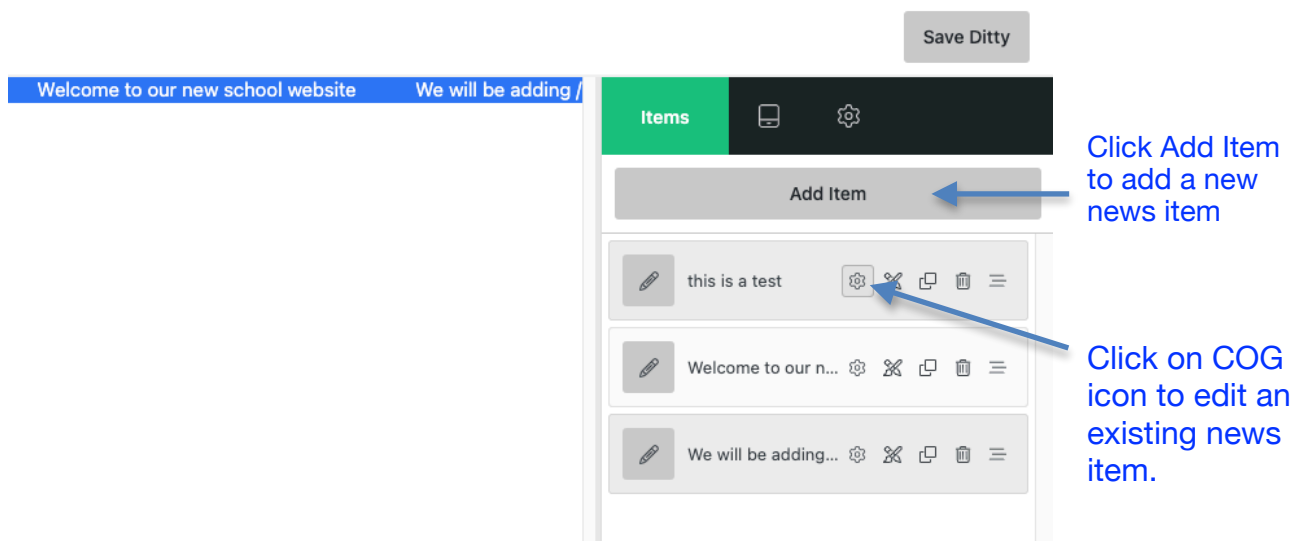 Save Ditty
Welcome to our new school website We will be adding /
Items
Click Add Item
to add a new
news item
Add Item
this is a test
Welcome to our n...
We will be adding...
Click on COG
icon to edit an
existing news
item.